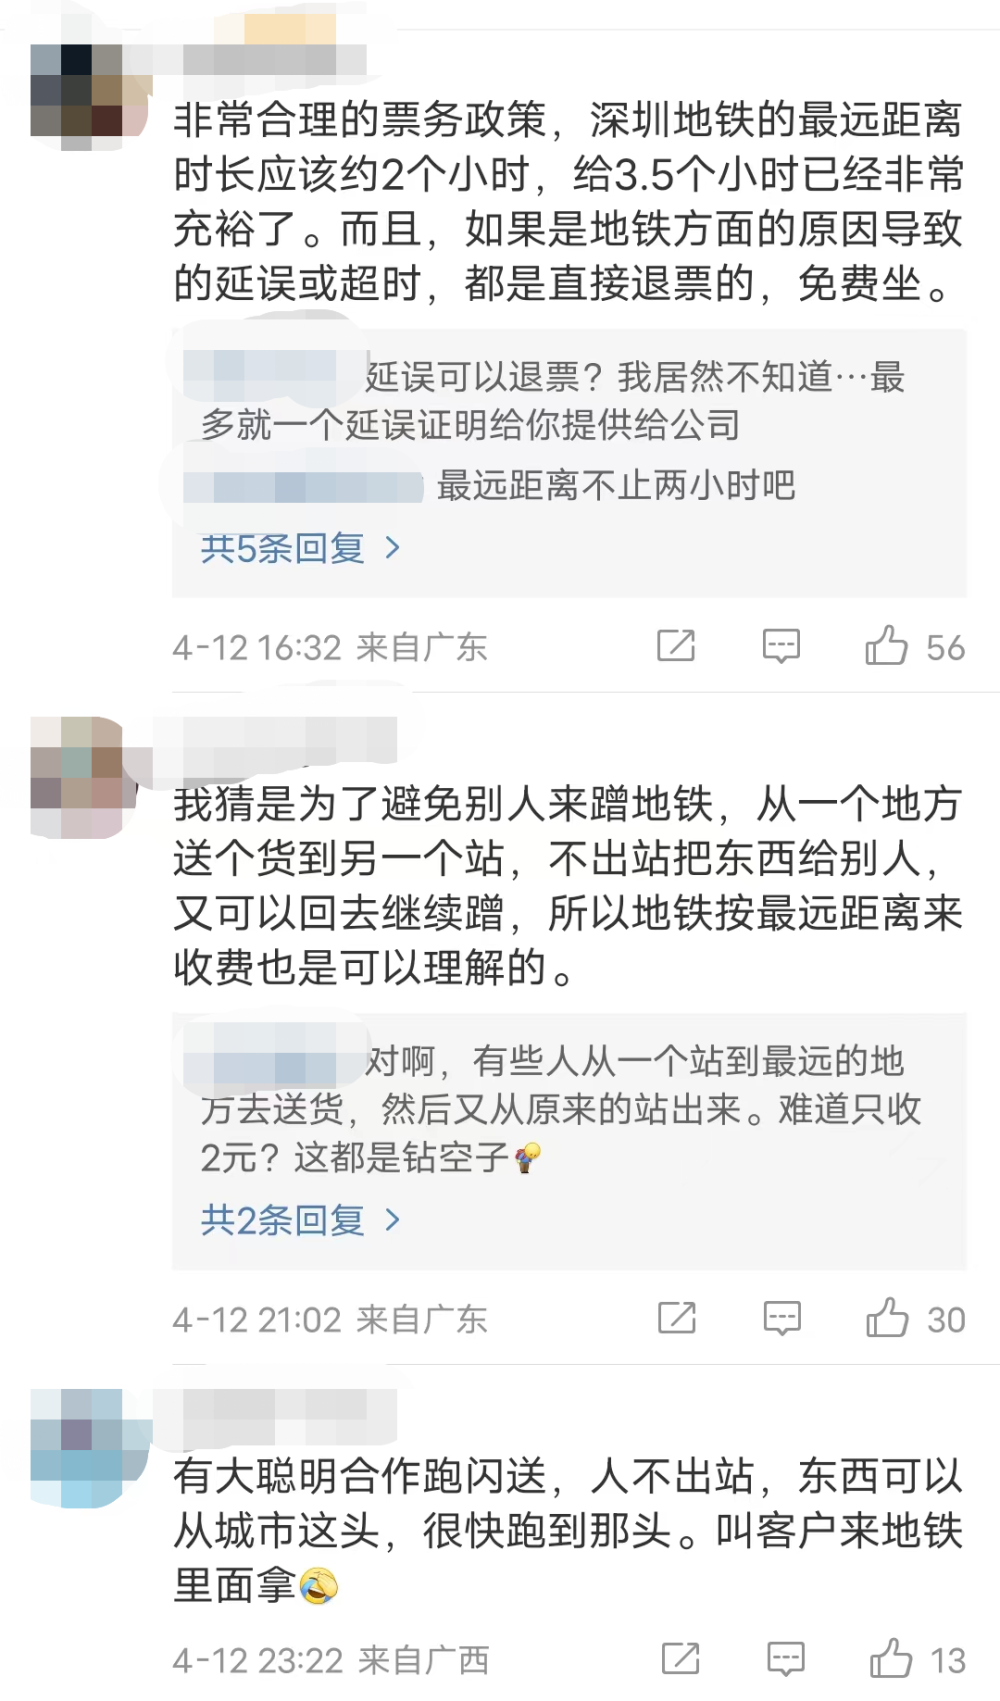 非常合理的票务政策，深圳地铁的最远距离
时长应该约2个小时，给3.5个小时已经非常
充裕了。而且，如果是地铁方面的原因导致
的延误或超时，都是直接退票的，免费坐。
延误可以退票？我居然不知道…最
多就一个延误证明给你提供给公司
最远距离不止两小时吧
共5条回复 >
4-12 16:32 来自广东 56
我猜是为了避免别人来蹭地铁，从一个地方
送个货到另一个站，不出站把东西给别人，
又可以回去继续蹭，所以地铁按最远距离来
收费也是可以理解的。
对啊，有些人从一个站到最远的地
方去送货，然后又从原来的站出来。难道只收
2元？这都是钻空子
共2条回复 >
4-12 21:02 来自广东 30
有大聪明合作跑闪送，人不出站，东西可以
从城市这头，很快跑到那头。叫客户来地铁
里面拿
4-12 23:22 来自广西 13